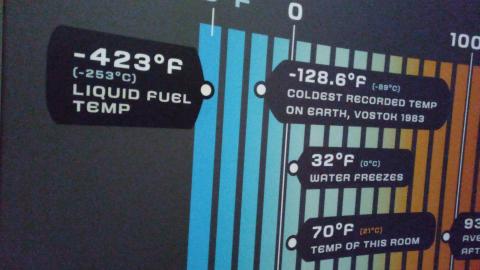 °F
0
100
-423°F
(-253°C)
LIQUID FUEL
TEMP
-128.6°F (-89°C)
COLDEST RECORDED TEMP
ON EARTH, VOSTOK 1983
32°F (0°C)
WATER FREEZES
70°F (21°C)
TEMP OF THIS ROOM
93